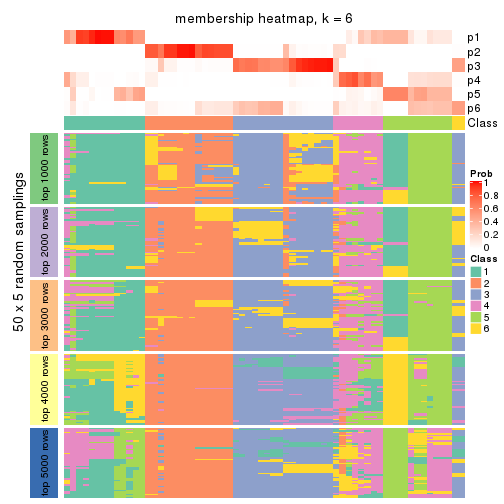 membership heatmap, k = 6
p1
p2
p3
p4
p5
p6
Class
50 x 5 random samplings
top 1000 rows
top 2000 rows
top 3000 rows
top 4000 rows
top 5000 rows
Prob
1
0.8
0.6
0.4
0.2
0
Class
1
2
3
4
5
6